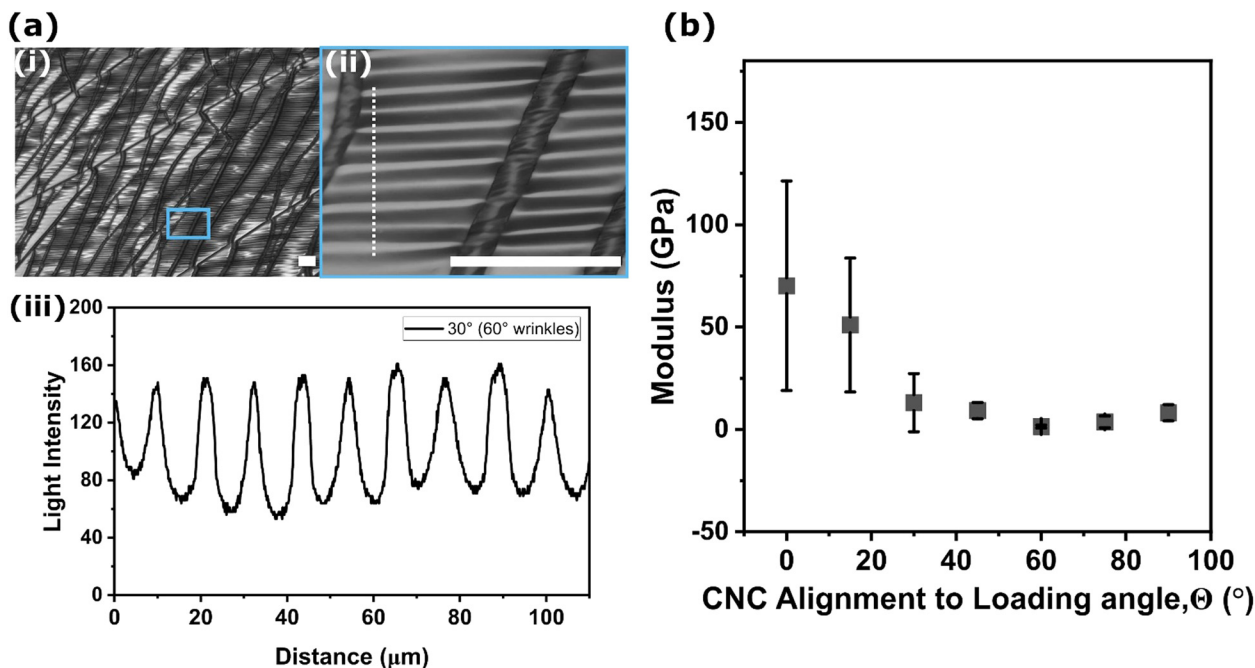 (a)
(i)
(ii)
(iii)
200
160
120
80
40
0
Light Intensity
30° (60° wrinkles)
0
20
40
60
80
100
Distance (μm)
(b)
150
100
50
0
-50
Modulus (GPa)
0
20
40
60
80
100
CNC Alignment to Loading angle,Θ (°)